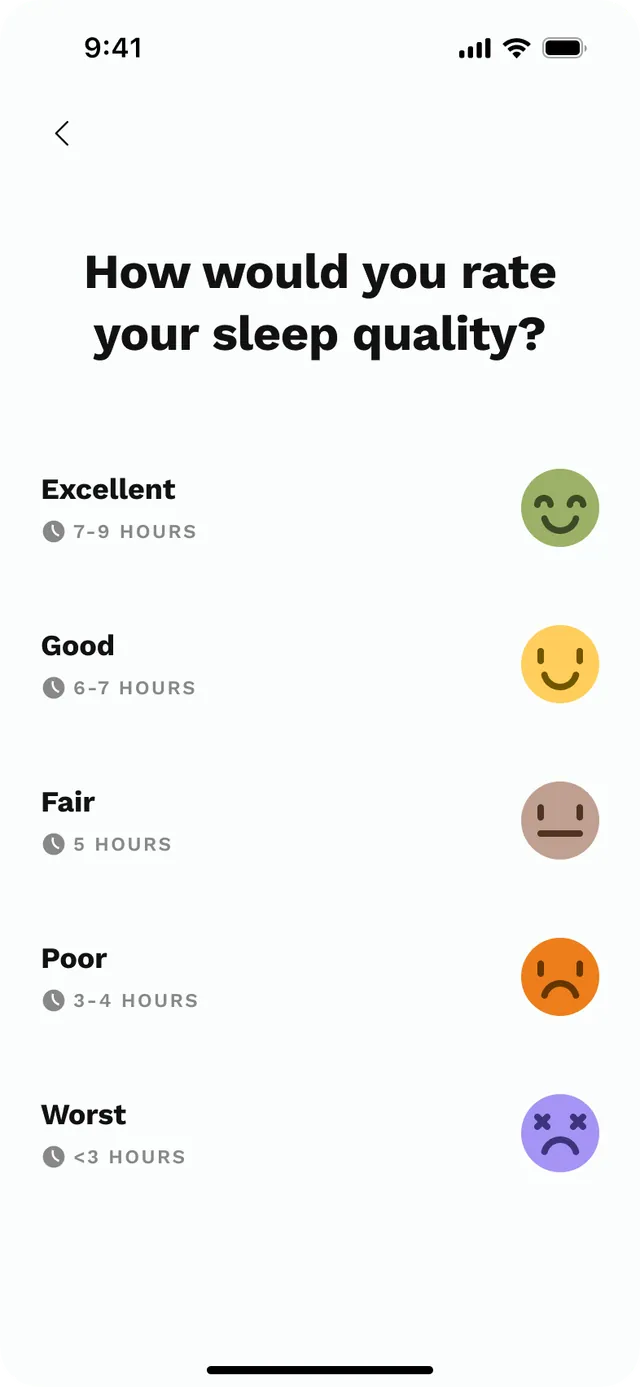 9:41
How would you rate
your sleep quality?
Excellent
7-9 HOURS
Good
6-7 HOURS
Fair
5 HOURS
Poor
3-4 HOURS
Worst
<3 HOURS